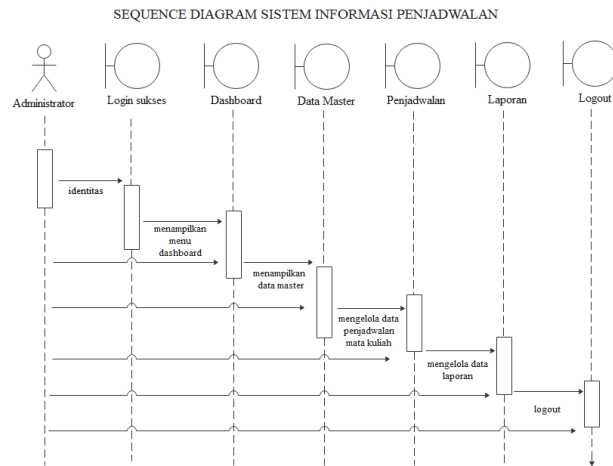 SEQUENCE DIAGRAM SISTEM INFORMASI PENJADWALAN
Administrator
Login sukses
Dashboard
Data Master
Penjadwalan
Laporan
Logout
identitas
menampilkan
menu
dashboard
menampilkan
data master
mengelola data
penjadwalan
mata kuliah
mengelola data
laporan
logout